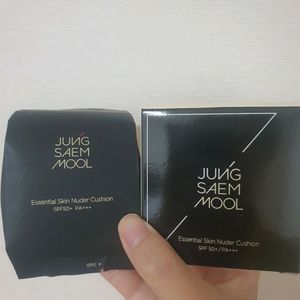 JUNG
SAEM
MOOL
Essential Skin Nuder Cushion
SPF50+ PA+++
JUNG
SAEM
MOOL
Essential Skin Nuder Cushion
SPF 50+/PA+++